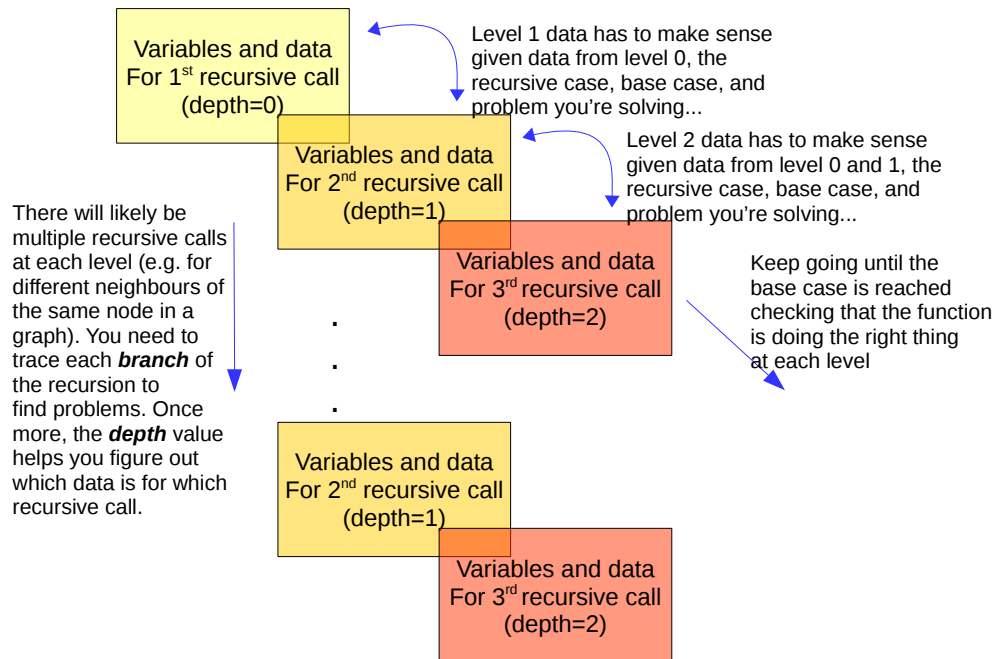 Variables and data
For 1st recursive call
(depth=0)
Level 1 data has to make sense
given data from level 0, the
recursive case, base case, and
problem you’re solving...
Variables and data
For 2nd recursive call
(depth=1)
Level 2 data has to make sense
given data from level 0 and 1, the
recursive case, base case, and
problem you’re solving...
There will likely be
multiple recursive calls
at each level (e.g. for
different neighbours of
the same node in a
graph). You need to
trace each branch of
the recursion to
find problems. Once
more, the depth value
helps you figure out
which data is for which
recursive call.
Variables and data
For 3rd recursive call
(depth=2)
Keep going until the
base case is reached
checking that the function
is doing the right thing
at each level
.
.
.
Variables and data
For 2nd recursive call
(depth=1)
Variables and data
For 3rd recursive call
(depth=2)